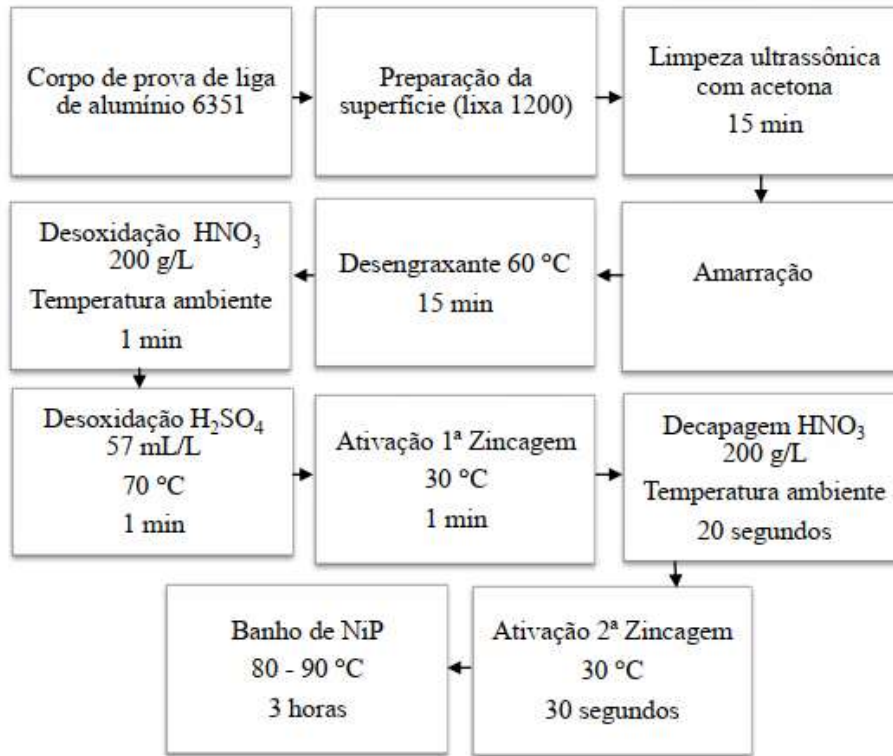 Corpo de prova de liga
de alumínio 6351
Preparação da
superfície (lixa 1200)
Limpeza ultrassônica
com acetona
15 min
Amarração
Desengraxante 60 °C
15 min
Desoxidação HNO₃
200 g/L
Temperatura ambiente
1 min
Desoxidação H₂SO₄
57 mL/L
70 °C
1 min
Ativação 1ª Zincagem
30 °C
1 min
Decapagem HNO₃
200 g/L
Temperatura ambiente
20 segundos
Ativação 2ª Zincagem
30 °C
30 segundos
Banho de NiP
80 - 90 °C
3 horas